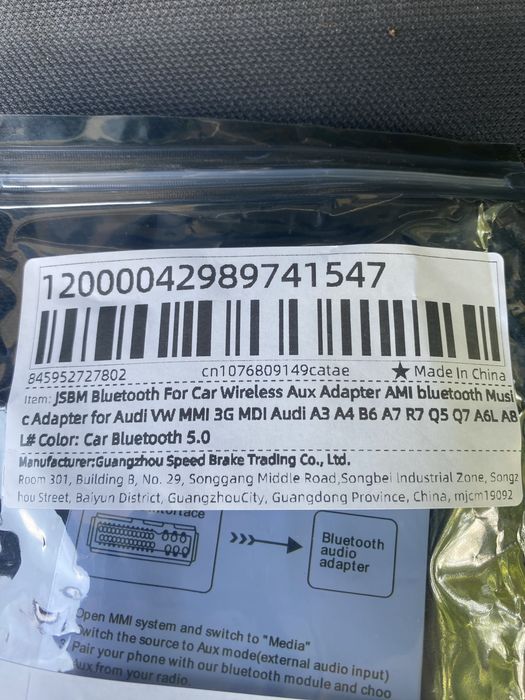 12000042989741547
845952727802 cn1076809149catae ★ Made In China
Item: JSBM Bluetooth For Car Wireless Aux Adapter AMI bluetooth Musi
c Adapter for Audi VW MMI 3G MDI Audi A3 A4 B6 A7 R7 Q5 Q7 A6L A8
L# Color: Car Bluetooth 5.0
Manufacturer:Guangzhou Speed Brake Trading Co., Ltd.
Room 301, Building B, No. 29, Songgang Middle Road,Songbei Industrial Zone, Songz
hou Street, Baiyun District, GuangzhouCity, Guangdong Province, China, mjcm19092
Bluetooth
audio
adapter
Open MMI system and switch to "Media"
Switch the source to Aux mode(external audio input)
Pair your phone with our bluetooth module and choo
Aux from your radio.